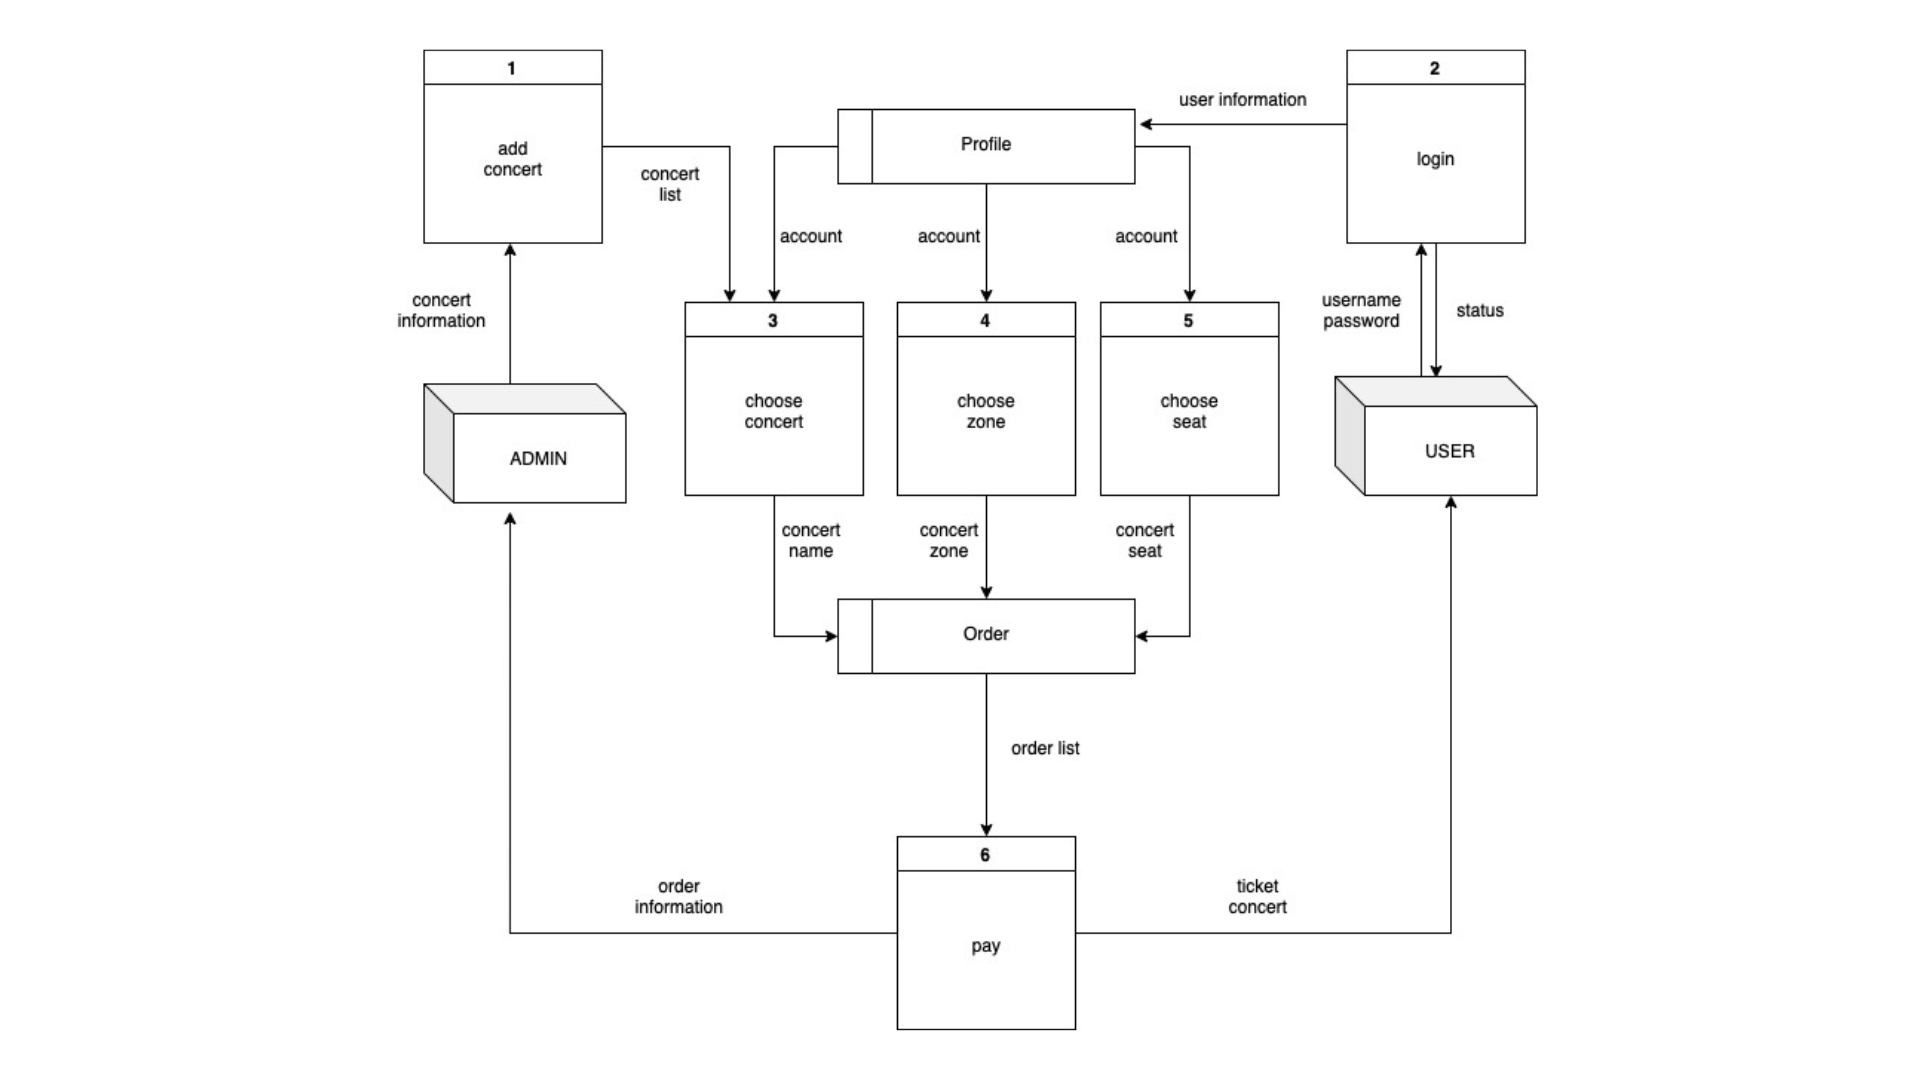 1
add
concert
concert
list
user information
Profile
2
login
account
account
account
concert
information
3
choose
concert
4
choose
zone
5
choose
seat
username
password
status
ADMIN
USER
concert
name
concert
zone
concert
seat
Order
order list
6
pay
order
information
ticket
concert